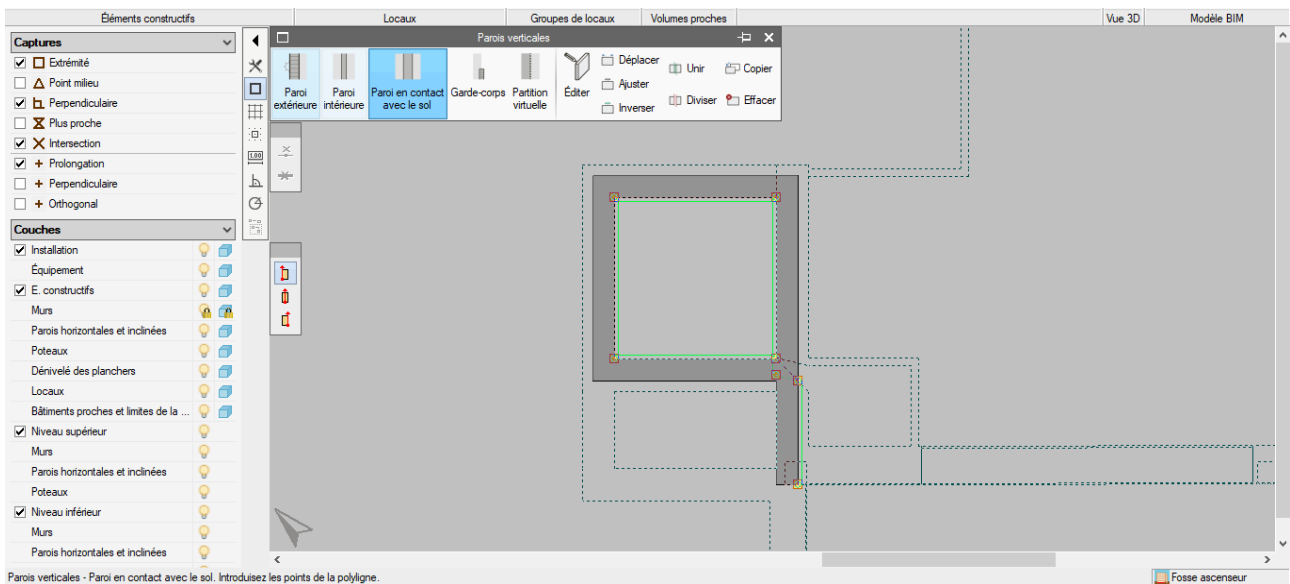 Éléments constructifs Locaux Groupes de locaux Volumes proches Vue 3D Modèle BIM
Captures
Extrémité
Point milieu
Perpendiculaire
Plus proche
Intersection
Prolongation
Perpendiculaire
Orthogonal
Couches
Installation
Équipement
E. constructifs
Murs
Parois horizontales et inclinées
Poteaux
Dénivelé des planchers
Locaux
Bâtiments proches et limites de la ...
Niveau supérieur
Murs
Parois horizontales et inclinées
Poteaux
Niveau inférieur
Murs
Parois horizontales et inclinées
1.00
Parois verticales
Paroi
extérieure
Paroi
intérieure
Paroi en contact
avec le sol
Garde-corps
Partition
virtuelle
Éditer
Déplacer
Ajuster
Inverser
Unir
Diviser
Copier
Effacer
Parois verticales - Paroi en contact avec le sol. Introduisez les points de la polyligne.
Fosse ascenseur